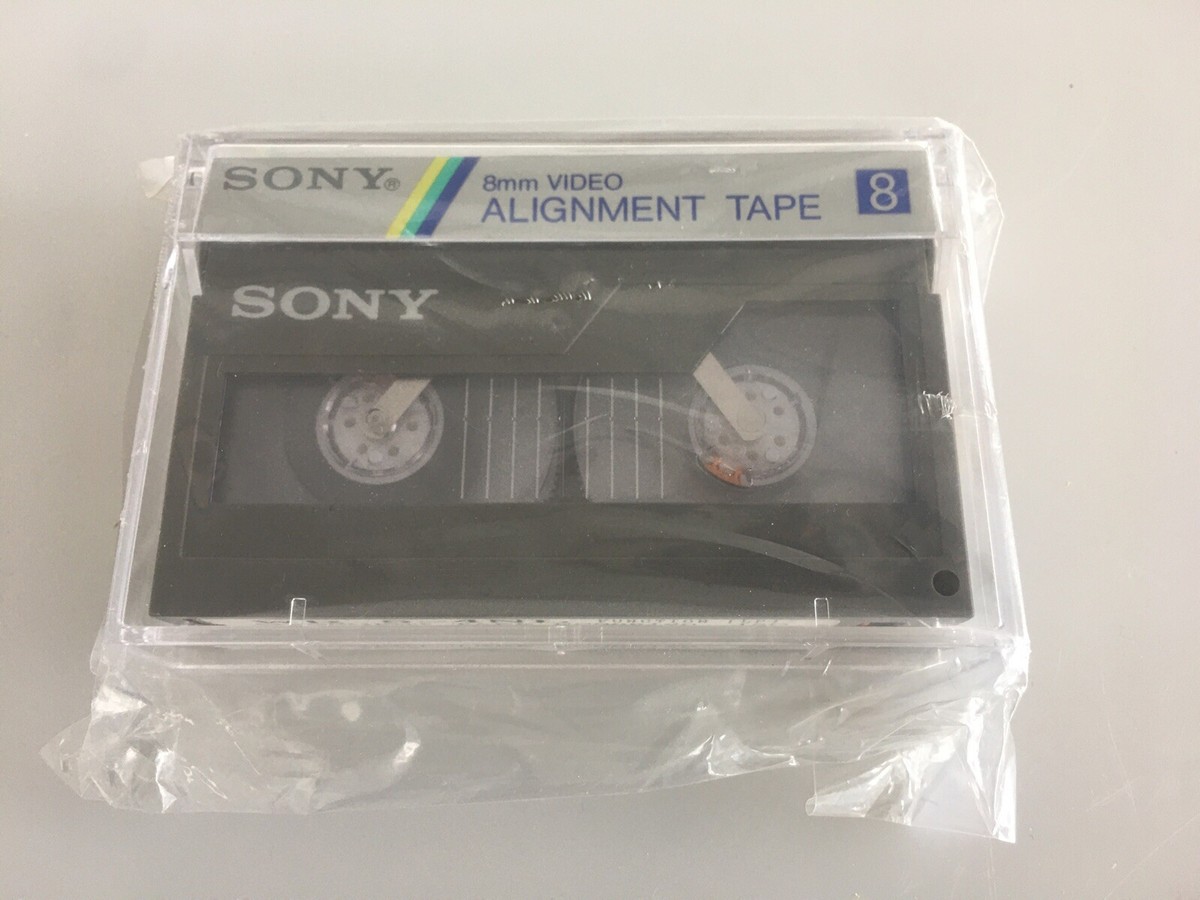 SONY®
8mm VIDEO
ALIGNMENT TAPE
8
SONY